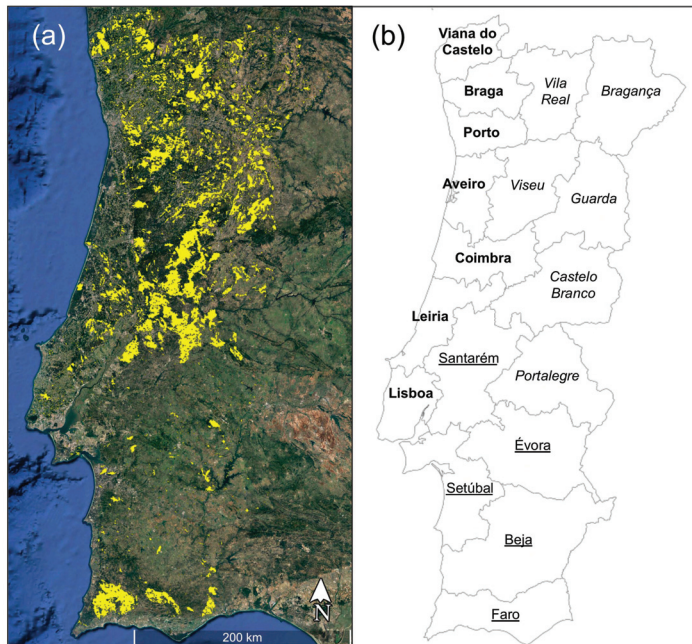 (a)
N
200 km
(b)
Viana do
Castelo
Braga
Vila
Real
Bragança
Porto
Aveiro
Viseu
Guarda
Coimbra
Castelo
Branco
Leiria
Santarém
Portalegre
Lisboa
Évora
Setúbal
Beja
Faro